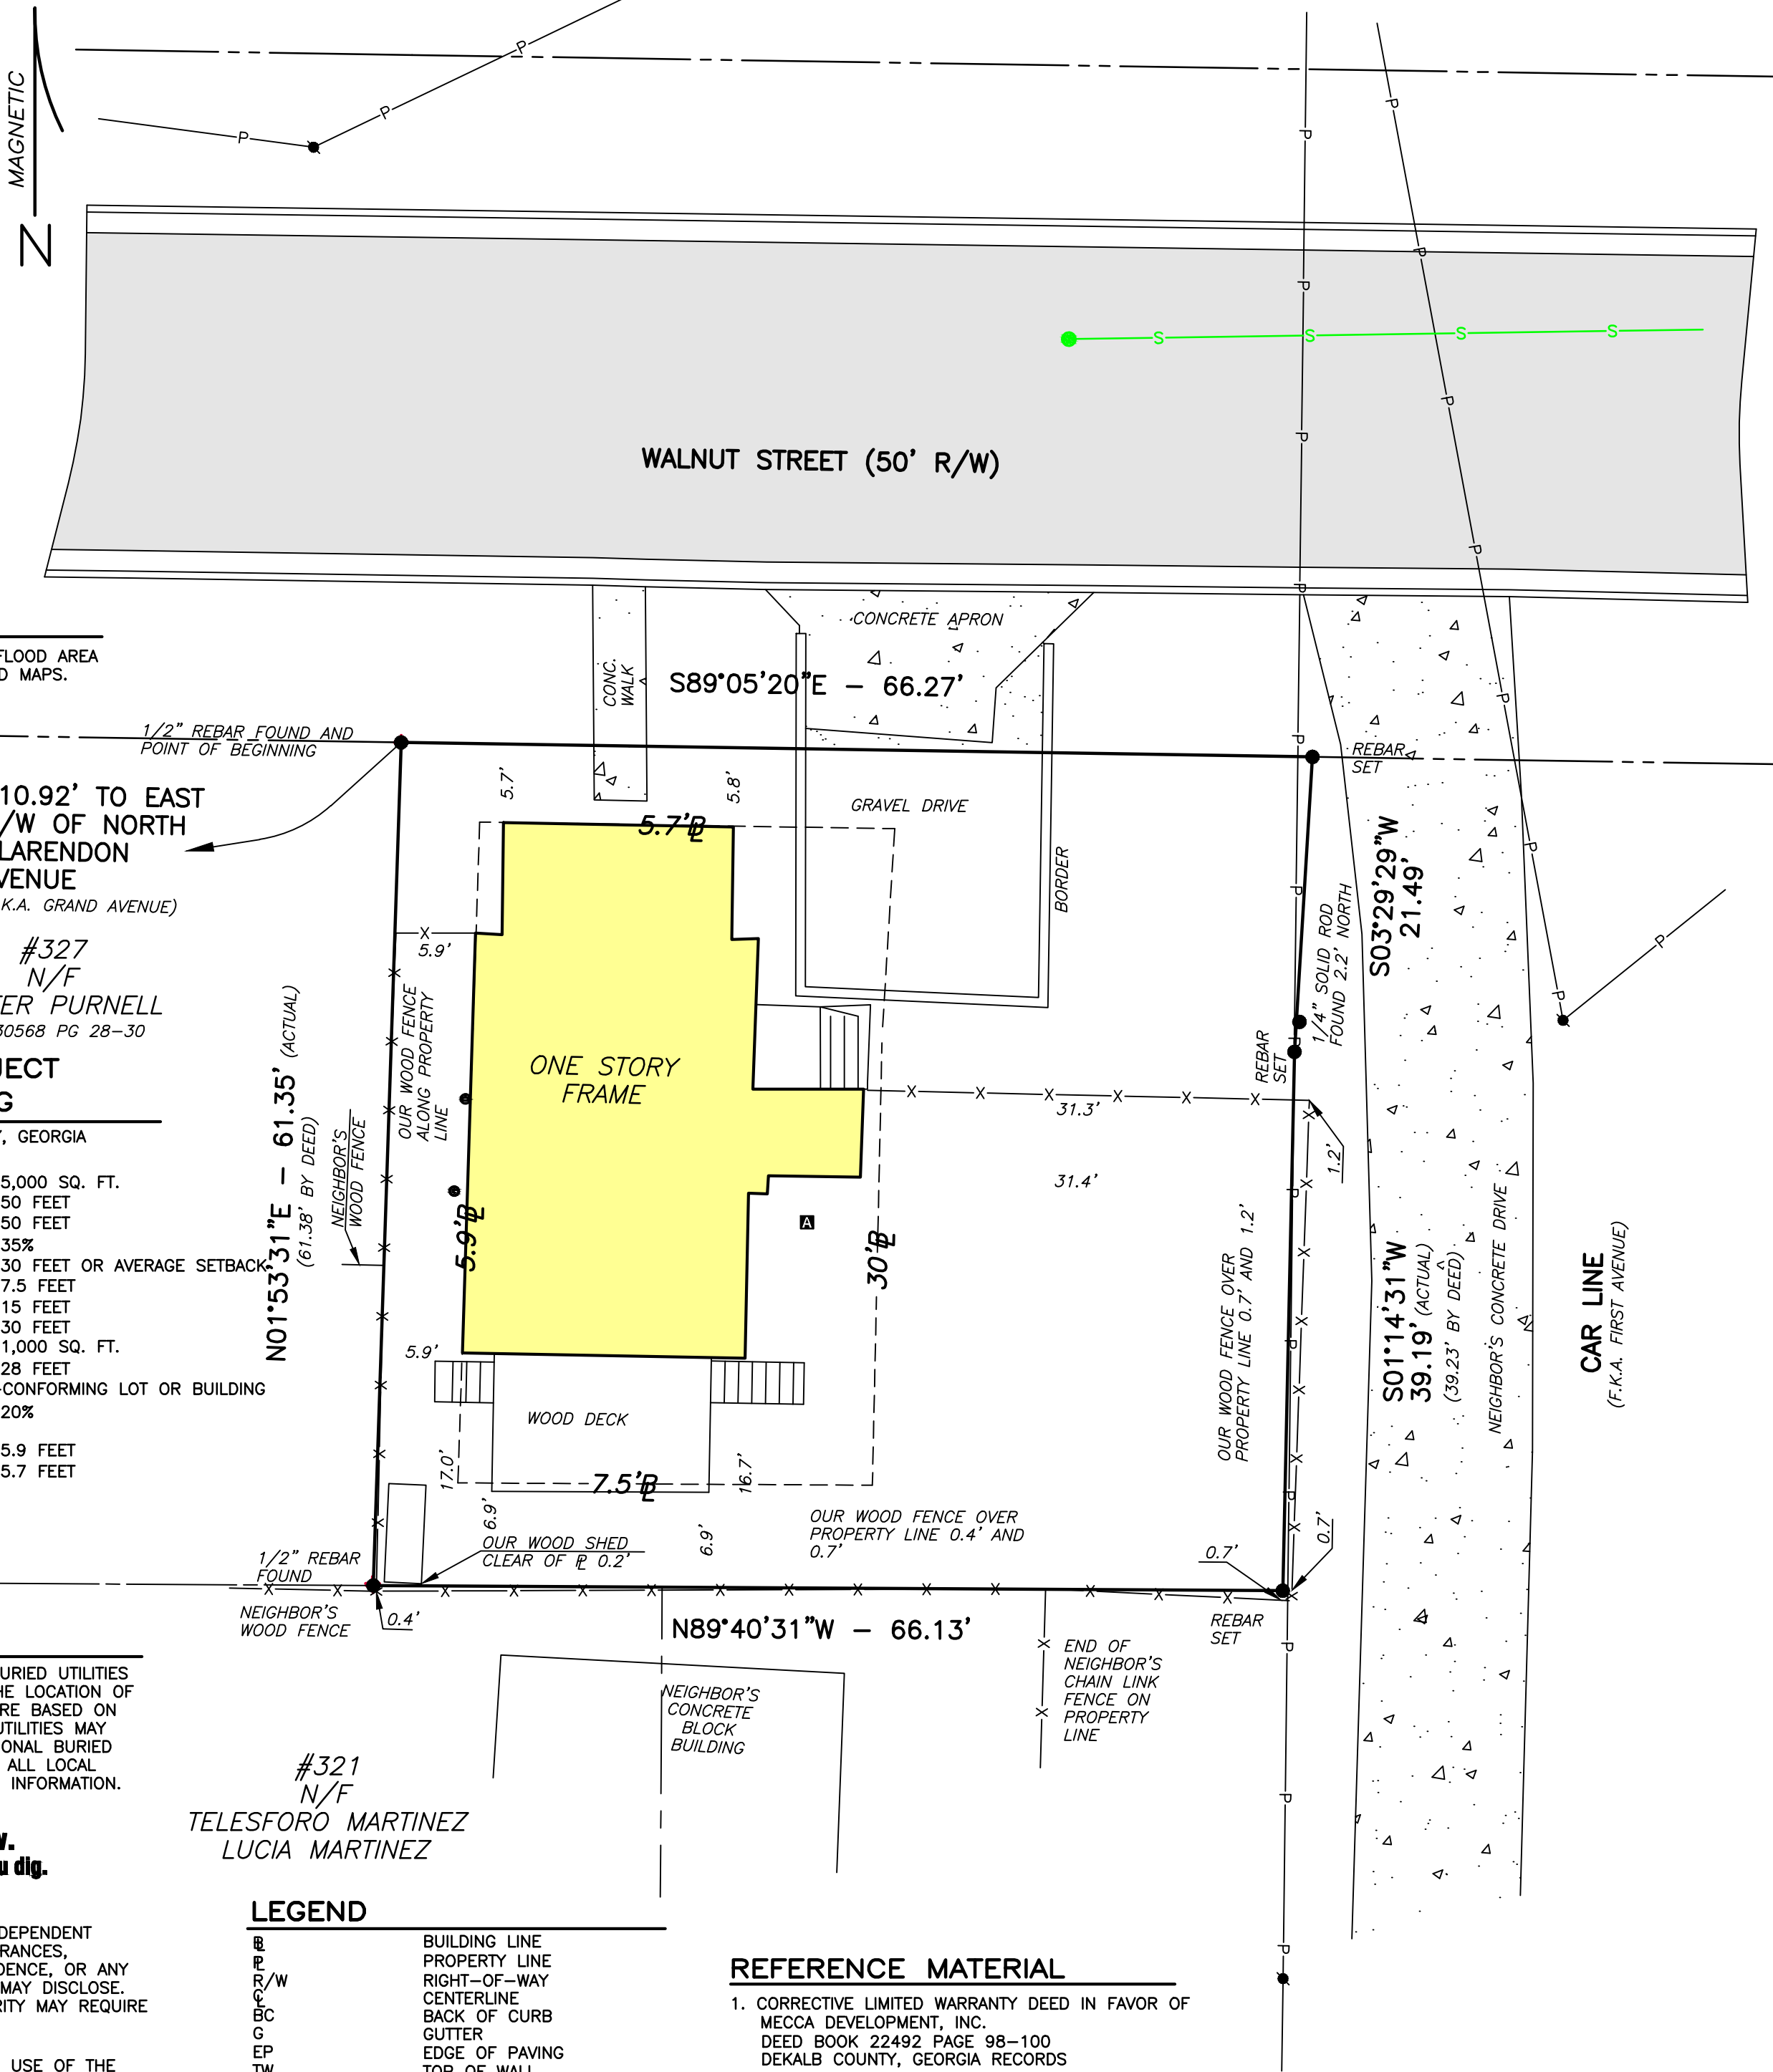 MAGNETIC
N
P
P
P
P
P
P
P
P
P
P
P
S
S
S
S
WALNUT STREET (50' R/W)
FLOOD AREA
MAPS.
CONC.
WALK
CONCRETE APRON
S89°05'20"E – 66.27'
1/2" REBAR FOUND AND
POINT OF BEGINNING
REBAR
SET
10.92' TO EAST
/W OF NORTH
LARENDON
VENUE
K.A. GRAND AVENUE)
5.7'
5.8'
5.7'BL
GRAVEL DRIVE
BORDER
S03°29'29"W
21.49'
1/4" SOLID ROD
FOUND 2.2' NORTH
#327
N/F
ER PURNELL
30568 PG 28–30
5.9'
OUR WOOD FENCE
ALONG PROPERTY
LINE
N01°53'31"E – 61.35' (ACTUAL)
(61.38' BY DEED)
NEIGHBOR'S
WOOD FENCE
ONE STORY
FRAME
REBAR
SET
31.3'
31.4'
1.2'
A
JECT
G
, GEORGIA
5,000 SQ. FT.
50 FEET
50 FEET
35%
30 FEET OR AVERAGE SETBACK
7.5 FEET
15 FEET
30 FEET
1,000 SQ. FT.
28 FEET
–CONFORMING LOT OR BUILDING
20%
5.9 FEET
5.7 FEET
5.9'BL
30'BL
OUR WOOD FENCE OVER
PROPERTY LINE 0.7' AND 1.2'
S01°14'31"W
39.19' (ACTUAL)
(39.23' BY DEED)
NEIGHBOR'S CONCRETE DRIVE
CAR LINE
(F.K.A. FIRST AVENUE)
5.9'
WOOD DECK
17.0'
16.7'
7.5'BL
6.9'
6.9'
OUR WOOD SHED
CLEAR OF PL 0.2'
OUR WOOD FENCE OVER
PROPERTY LINE 0.4' AND
0.7'
0.7'
0.7'
1/2" REBAR
FOUND
NEIGHBOR'S
WOOD FENCE
0.4'
N89°40'31"W – 66.13'
REBAR
SET
END OF
NEIGHBOR'S
CHAIN LINK
FENCE ON
PROPERTY
LINE
NEIGHBOR'S
CONCRETE
BLOCK
BUILDING
#321
N/F
TELESFORO MARTINEZ
LUCIA MARTINEZ
URIED UTILITIES
HE LOCATION OF
RE BASED ON
UTILITIES MAY
ONAL BURIED
ALL LOCAL
INFORMATION.
w.
u dig.
DEPENDENT
RANCES,
DENCE, OR ANY
MAY DISCLOSE.
RITY MAY REQUIRE
USE OF THE
LEGEND
BL BUILDING LINE
PL PROPERTY LINE
R/W RIGHT–OF–WAY
CL CENTERLINE
BC BACK OF CURB
G GUTTER
EP EDGE OF PAVING
TW TOP OF WALL
REFERENCE MATERIAL
1. CORRECTIVE LIMITED WARRANTY DEED IN FAVOR OF
MECCA DEVELOPMENT, INC.
DEED BOOK 22492 PAGE 98–100
DEKALB COUNTY, GEORGIA RECORDS